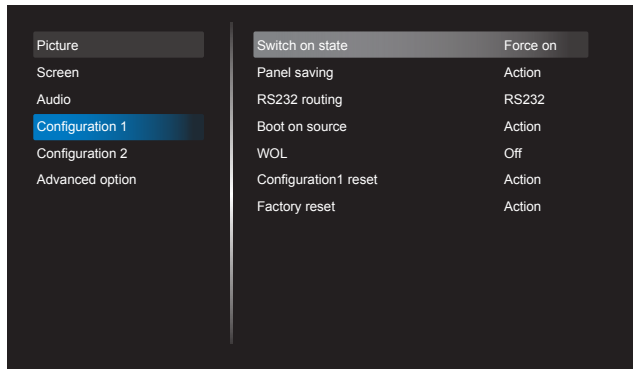 Picture
Screen
Audio
Configuration 1
Configuration 2
Advanced option
Switch on state Force on
Panel saving Action
RS232 routing RS232
Boot on source Action
WOL Off
Configuration1 reset Action
Factory reset Action